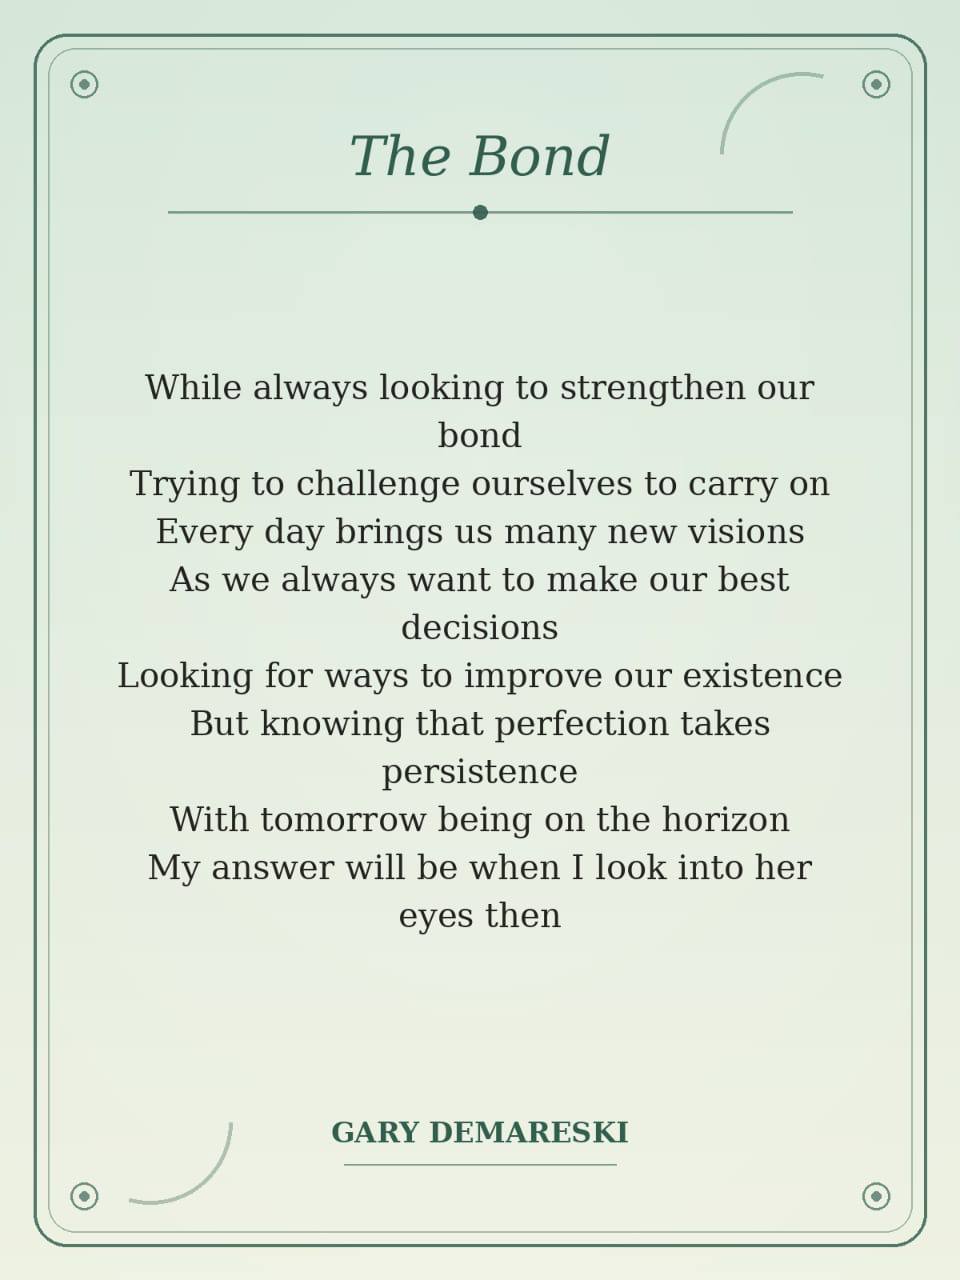 The Bond
While always looking to strengthen our
bond
Trying to challenge ourselves to carry on
Every day brings us many new visions
As we always want to make our best
decisions
Looking for ways to improve our existence
But knowing that perfection takes
persistence
With tomorrow being on the horizon
My answer will be when I look into her
eyes then
GARY DEMARESKI